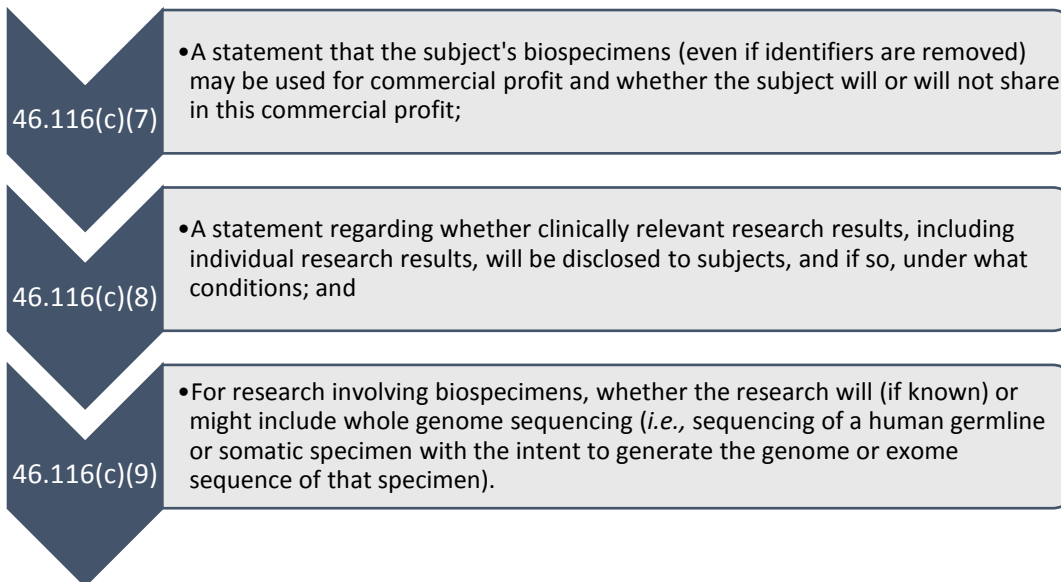 46.116(c)(7)
•A statement that the subject's biospecimens (even if identifiers are removed)
may be used for commercial profit and whether the subject will or will not share
in this commercial profit;
46.116(c)(8)
•A statement regarding whether clinically relevant research results, including
individual research results, will be disclosed to subjects, and if so, under what
conditions; and
46.116(c)(9)
•For research involving biospecimens, whether the research will (if known) or
might include whole genome sequencing (i.e., sequencing of a human germline
or somatic specimen with the intent to generate the genome or exome
sequence of that specimen).